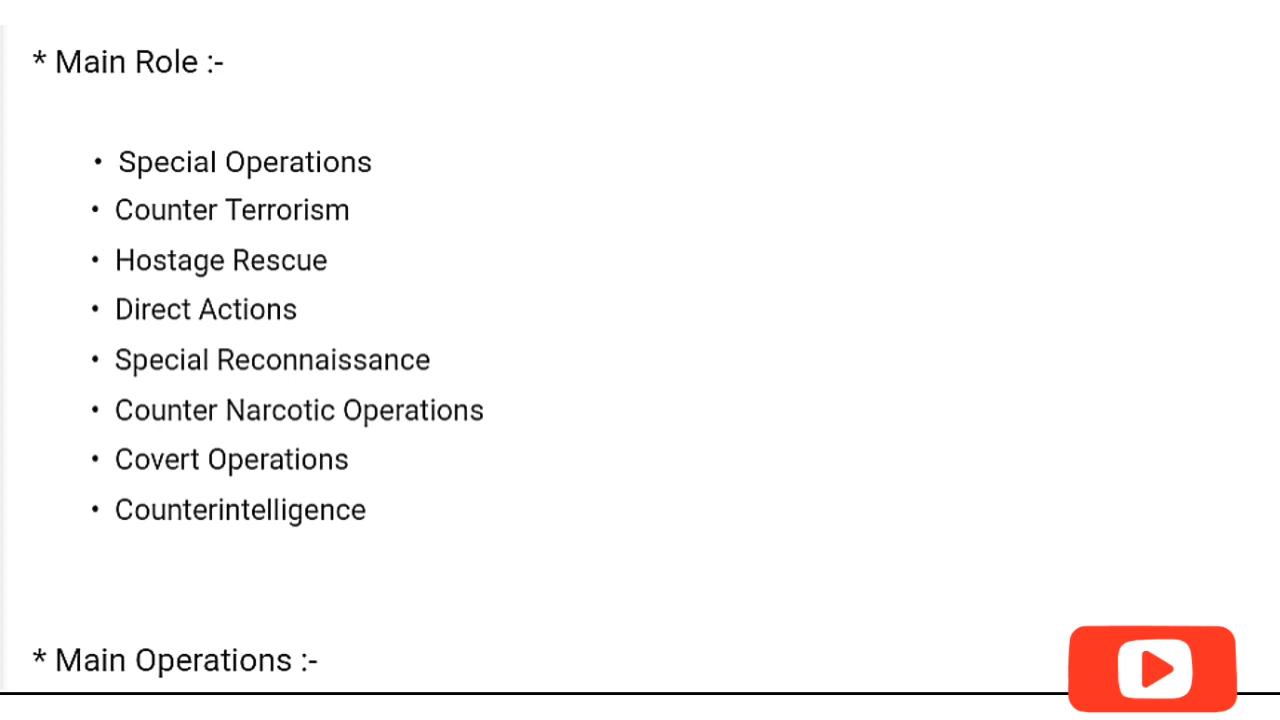 * Main Role :-
• Special Operations
• Counter Terrorism
• Hostage Rescue
• Direct Actions
• Special Reconnaissance
• Counter Narcotic Operations
• Covert Operations
• Counterintelligence
* Main Operations :-